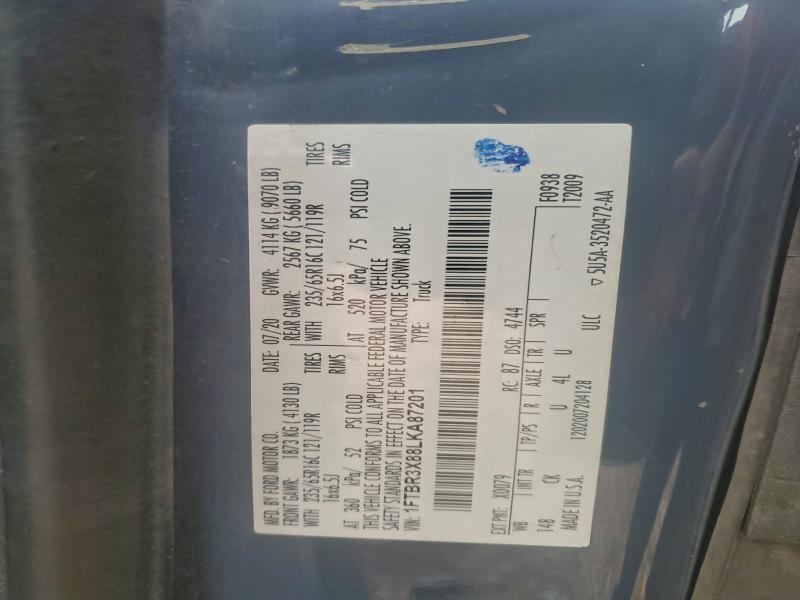 MFD. BY FORD MOTOR CO. DATE: 07/20 GVWR: 4114 KG ( 9070 LB)
FRONT GAWR: 1873 KG ( 4130 LB) REAR GAWR: 2567 KG ( 5660 LB)
WITH 235/65R16C 121/119R TIRES WITH 235/65R16C 121/119R TIRES
16x6.5J RIMS 16x6.5J RIMS
AT 360 kPa/ 52 PSI COLD AT 520 kPa/ 75 PSI COLD
THIS VEHICLE CONFORMS TO ALL APPLICABLE FEDERAL MOTOR VEHICLE
SAFETY STANDARDS IN EFFECT ON THE DATE OF MANUFACTURE SHOWN ABOVE.
VIN: 1FTBR3X88LKA87201 TYPE: Truck
EXT PNT: X0079 RC: 87 DSO: 4744
WB INT TR TP/PS R AXLE TR SPR F0938
148 CK U 4L U T2009
1202007204128 ULC
MADE IN U.S.A. ▽ 5U5A-3520472-AA